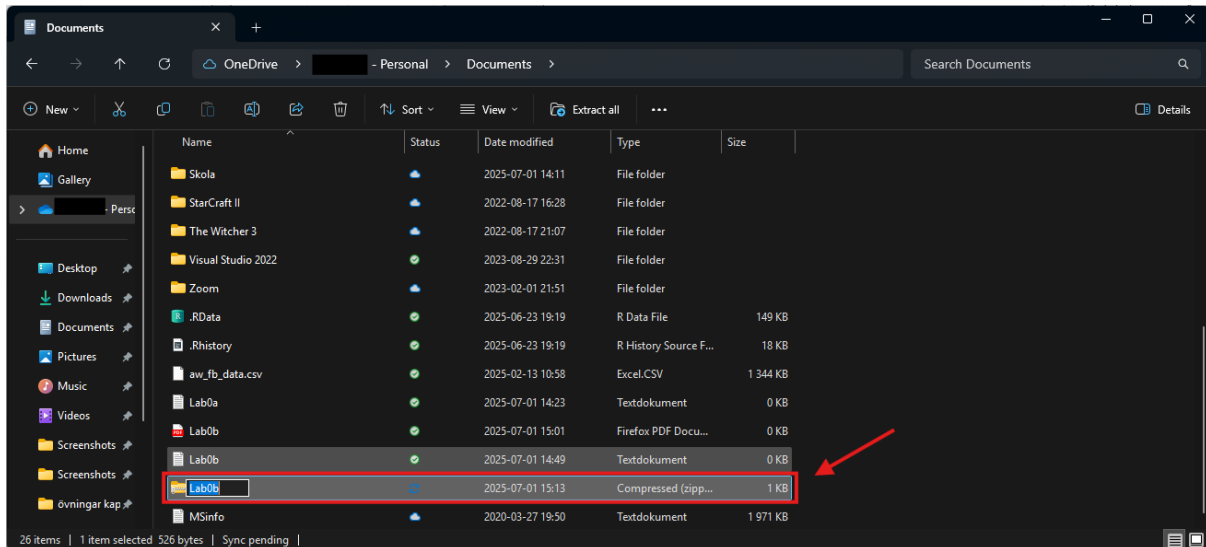 Documents
OneDrive > - Personal > Documents >
Search Documents
New
Sort
View
Extract all
Details
Home
Gallery
- Persc
Desktop
Downloads
Documents
Pictures
Music
Videos
Screenshots
Screenshots
övningar kap
Name Status Date modified Type Size
Skola 2025-07-01 14:11 File folder
StarCraft II 2022-08-17 16:28 File folder
The Witcher 3 2022-08-17 21:07 File folder
Visual Studio 2022 2023-08-29 22:31 File folder
Zoom 2023-02-01 21:51 File folder
.RData 2025-06-23 19:19 R Data File 149 KB
.Rhistory 2025-06-23 19:19 R History Source F... 18 KB
aw_fb_data.csv 2025-02-13 10:58 Excel.CSV 1 344 KB
Lab0a 2025-07-01 14:23 Textdokument 0 KB
Lab0b 2025-07-01 15:01 Firefox PDF Docu... 0 KB
Lab0b 2025-07-01 14:49 Textdokument 0 KB
Lab0b 2025-07-01 15:13 Compressed (zipp... 1 KB
MSinfo 2020-03-27 19:50 Textdokument 1 971 KB
26 items | 1 item selected 526 bytes | Sync pending |